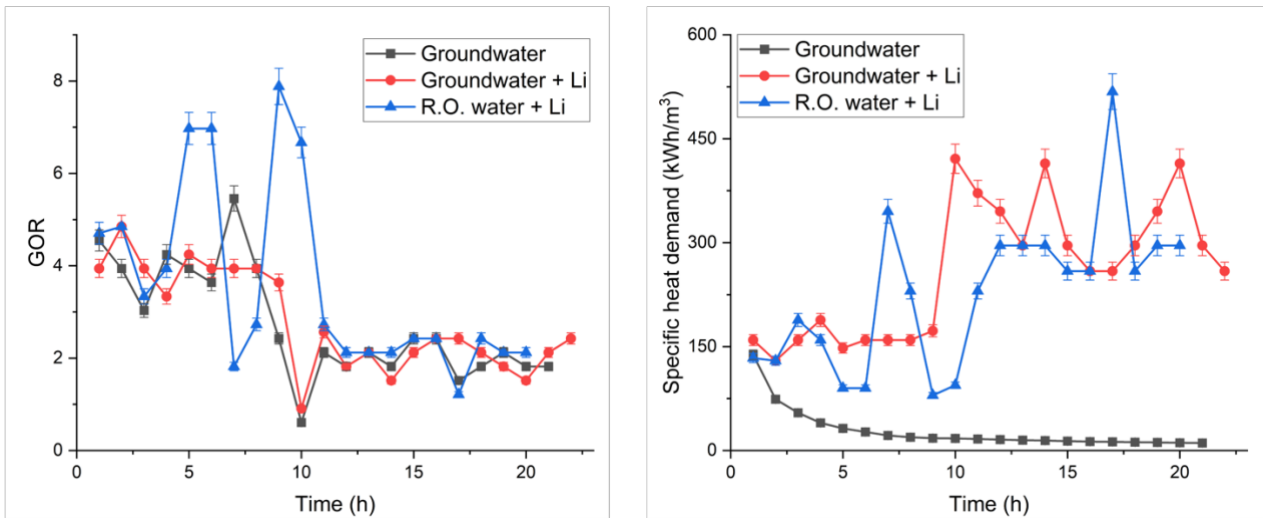 8
6
4
2
0
GOR
Groundwater
Groundwater + Li
R.O. water + Li
0
5
10
15
20
Time (h)
600
450
300
150
0
Specific heat demand (kWh/m³)
Groundwater
Groundwater + Li
R.O. water + Li
0
5
10
15
20
Time (h)